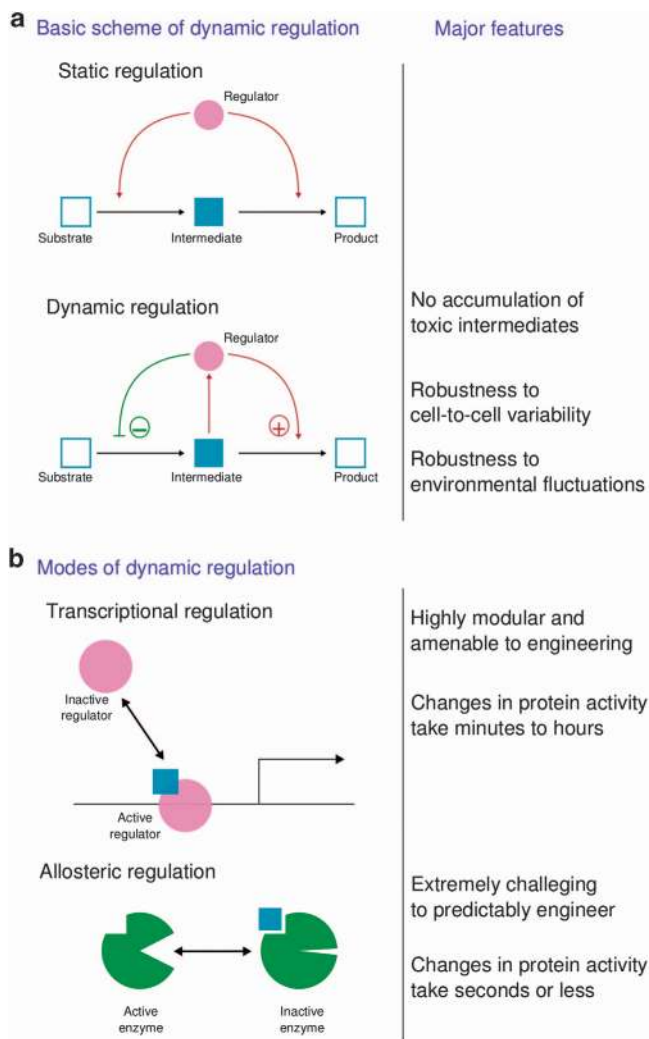 a Basic scheme of dynamic regulation
Major features
Static regulation
Regulator
Substrate
Intermediate
Product
Dynamic regulation
Regulator
−
+
Substrate
Intermediate
Product
No accumulation of
toxic intermediates
Robustness to
cell-to-cell variability
Robustness to
environmental fluctuations
b Modes of dynamic regulation
Transcriptional regulation
Inactive
regulator
Active
regulator
Highly modular and
amenable to engineering
Changes in protein activity
take minutes to hours
Allosteric regulation
Active
enzyme
Inactive
enzyme
Extremely challeging
to predictably engineer
Changes in protein activity
take seconds or less